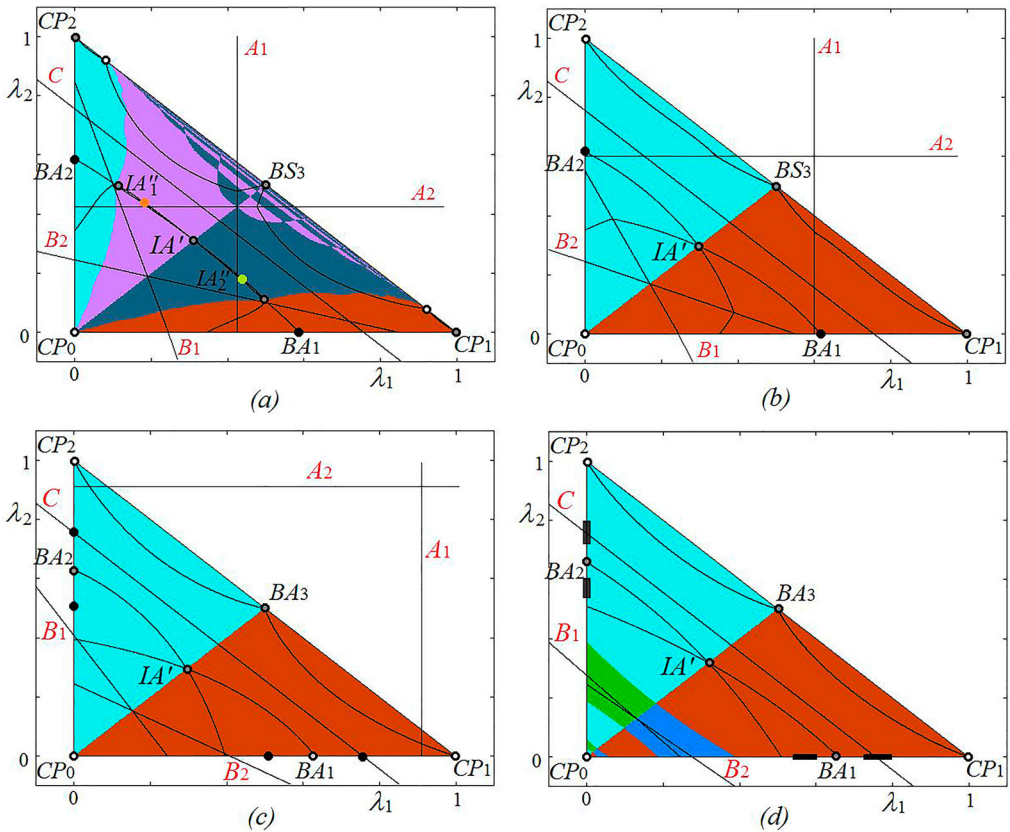 CP2
1
A1
C
λ2
BA2
IA″1
BS3
A2
B2
IA′
IA″2
0
CP0
B1
BA1
CP1
0
λ1
1
(a)
CP2
1
A1
C
λ2
A2
BA2
BS3
B2
IA′
0
CP0
B1
BA1
CP1
0
λ1
1
(b)
CP2
1
A2
C
λ2
A1
BA2
BA3
B1
IA′
0
CP0
B2
BA1
CP1
0
λ1
1
(c)
CP2
1
C
λ2
BA2
BA3
B1
IA′
0
CP0
B2
BA1
CP1
0
λ1
1
(d)